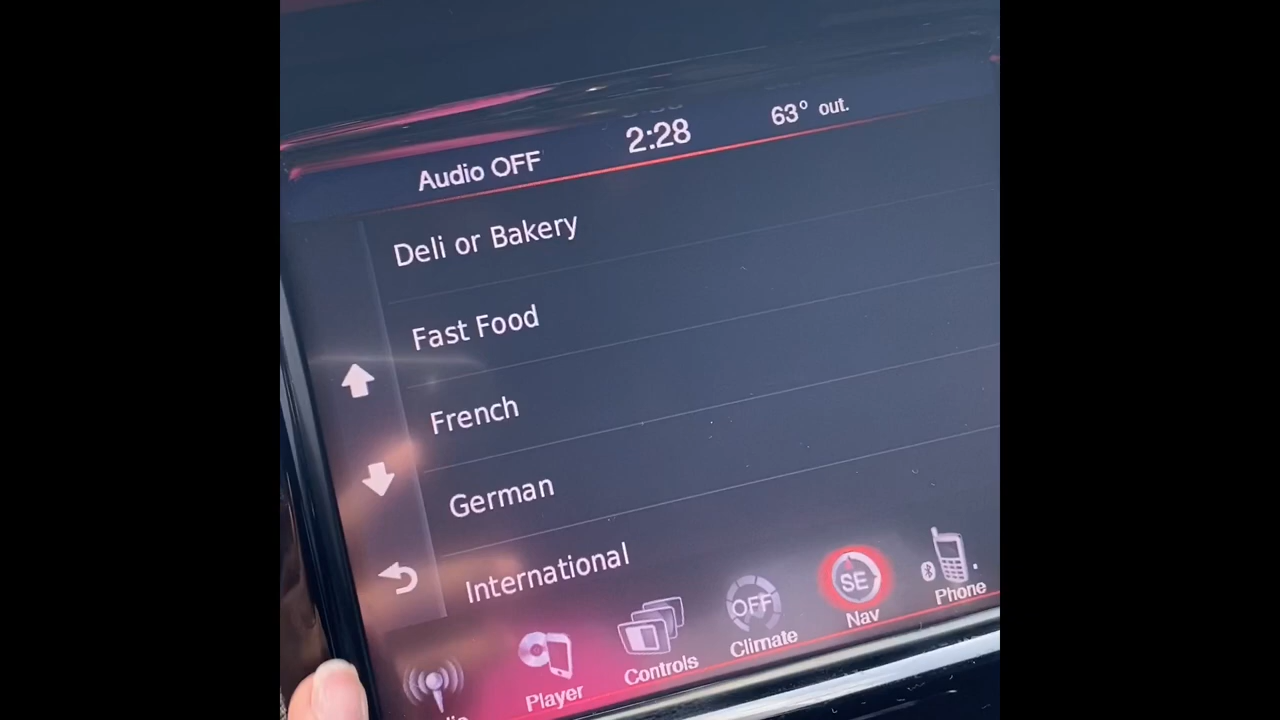 Audio OFF 2:28 63° out.
Deli or Bakery
Fast Food
French
German
International
OFF SE
Player Controls Climate Nav Phone